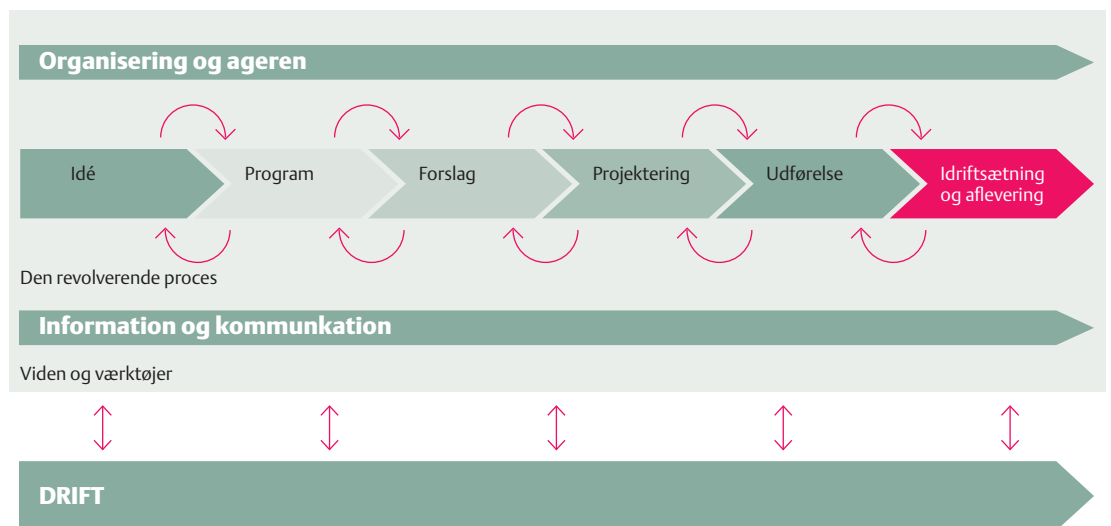 Organisering og ageren
Idé
Program
Forslag
Projektering
Udførelse
Idriftsætning
og aflevering
Den revolverende proces
Information og kommunkation
Viden og værktøjer
DRIFT